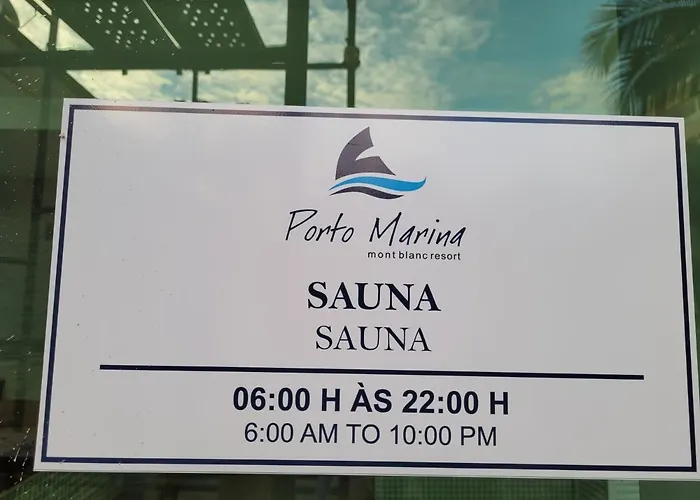 Porto Marina
mont blanc resort
SAUNA
SAUNA
06:00 H ÀS 22:00 H
6:00 AM TO 10:00 PM